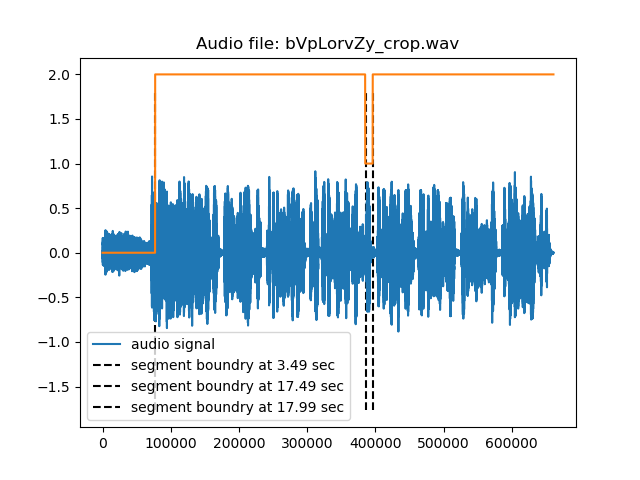 Audio file: bVpLorvZy_crop.wav
2.0
1.5
1.0
0.5
0.0
−0.5
−1.0
−1.5
audio signal
segment boundry at 3.49 sec
segment boundry at 17.49 sec
segment boundry at 17.99 sec
0 100000 200000 300000 400000 500000 600000